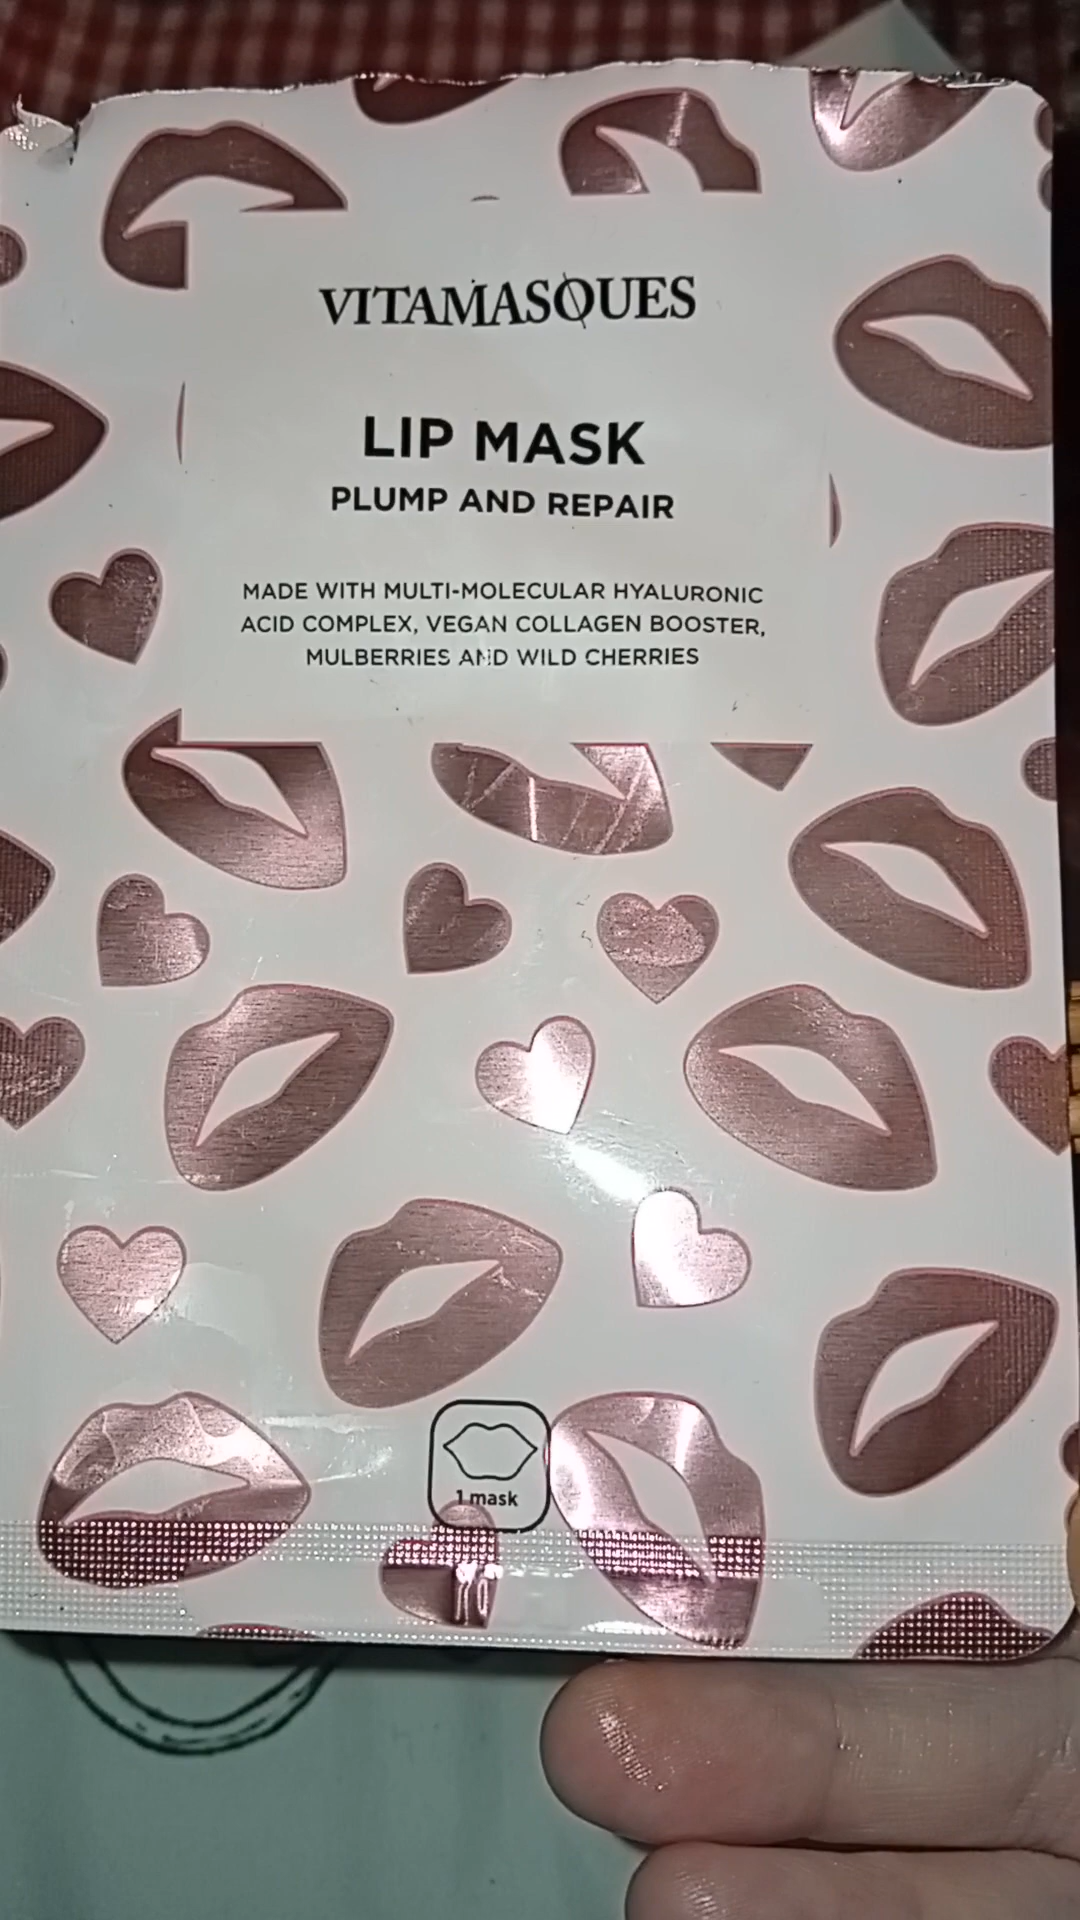 VITAMASQUES
LIP MASK
PLUMP AND REPAIR
MADE WITH MULTI-MOLECULAR HYALURONIC
ACID COMPLEX, VEGAN COLLAGEN BOOSTER,
MULBERRIES AND WILD CHERRIES
1 mask